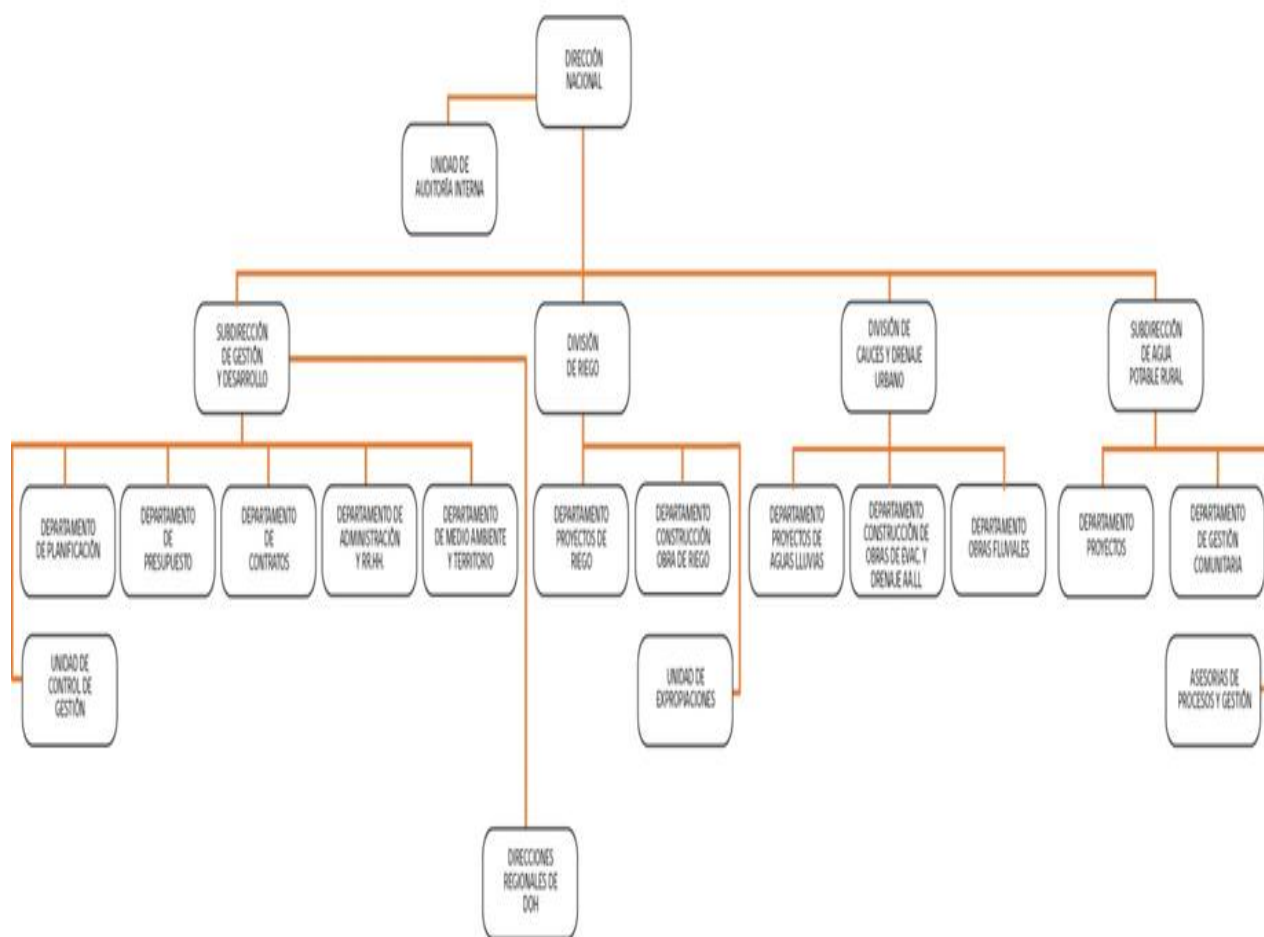 DIRECCIÓN
NACIONAL
UNIDAD DE
AUDITORÍA INTERNA
SUBDIRECCIÓN
DE GESTIÓN
Y DESARROLLO
DIVISIÓN
DE RIEGO
DIVISIÓN DE
CAUCES Y DRENAJE
URBANO
SUBDIRECCIÓN
DE AGUA
POTABLE RURAL
DEPARTAMENTO
DE PLANIFICACIÓN
DEPARTAMENTO
DE
PRESUPUESTO
DEPARTAMENTO
DE
CONTRATOS
DEPARTAMENTO DE
ADMINISTRACIÓN
Y RR.HH.
DEPARTAMENTO
DE MEDIO AMBIENTE
Y TERRITORIO
DEPARTAMENTO
PROYECTOS DE
RIEGO
DEPARTAMENTO
CONSTRUCCIÓN
OBRA DE RIEGO
DEPARTAMENTO
PROYECTOS DE
AGUAS LLUVIAS
DEPARTAMENTO
CONSTRUCCIÓN DE
OBRAS DE EVAC. Y
DRENAJE AA.LL
DEPARTAMENTO
OBRAS FLUVIALES
DEPARTAMENTO
PROYECTOS
DEPARTAMENTO
DE GESTIÓN
COMUNITARIA
UNIDAD DE
CONTROL DE
GESTIÓN
UNIDAD DE
EXPROPIACIONES
ASESORIAS DE
PROCESOS Y GESTIÓN
DIRECCIONES
REGIONALES DE
DOH